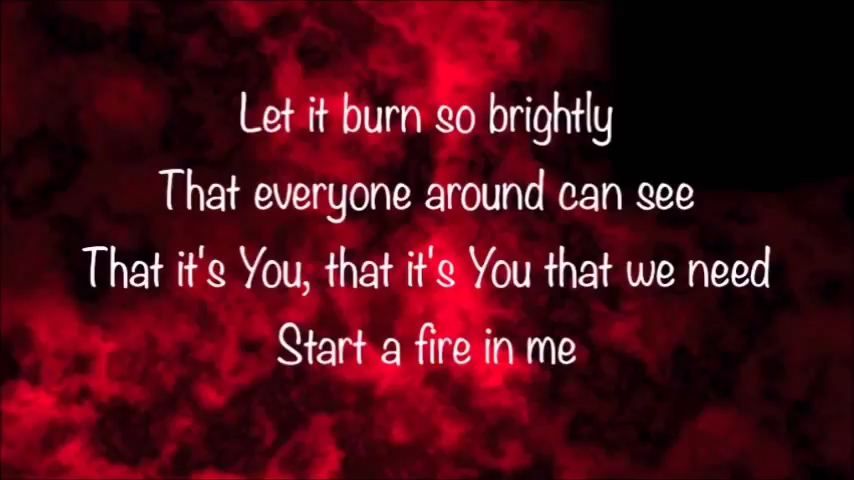 Let it burn so brightly
That everyone around can see
That it's You, that it's You that we need
Start a fire in me